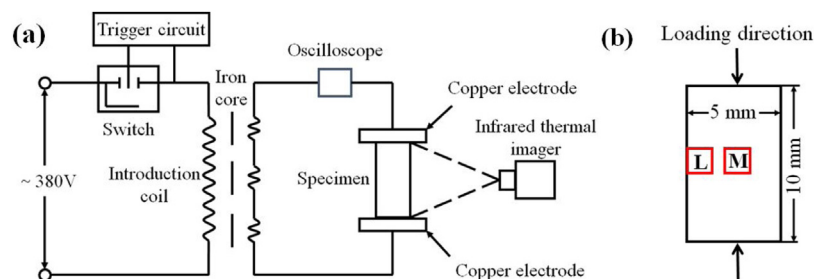 (a)
Trigger circuit
Oscilloscope
Iron
core
Copper electrode
Switch
Infrared thermal
imager
~ 380V
Introduction
coil
Specimen
Copper electrode
(b)
Loading direction
5 mm
L
M
10 mm